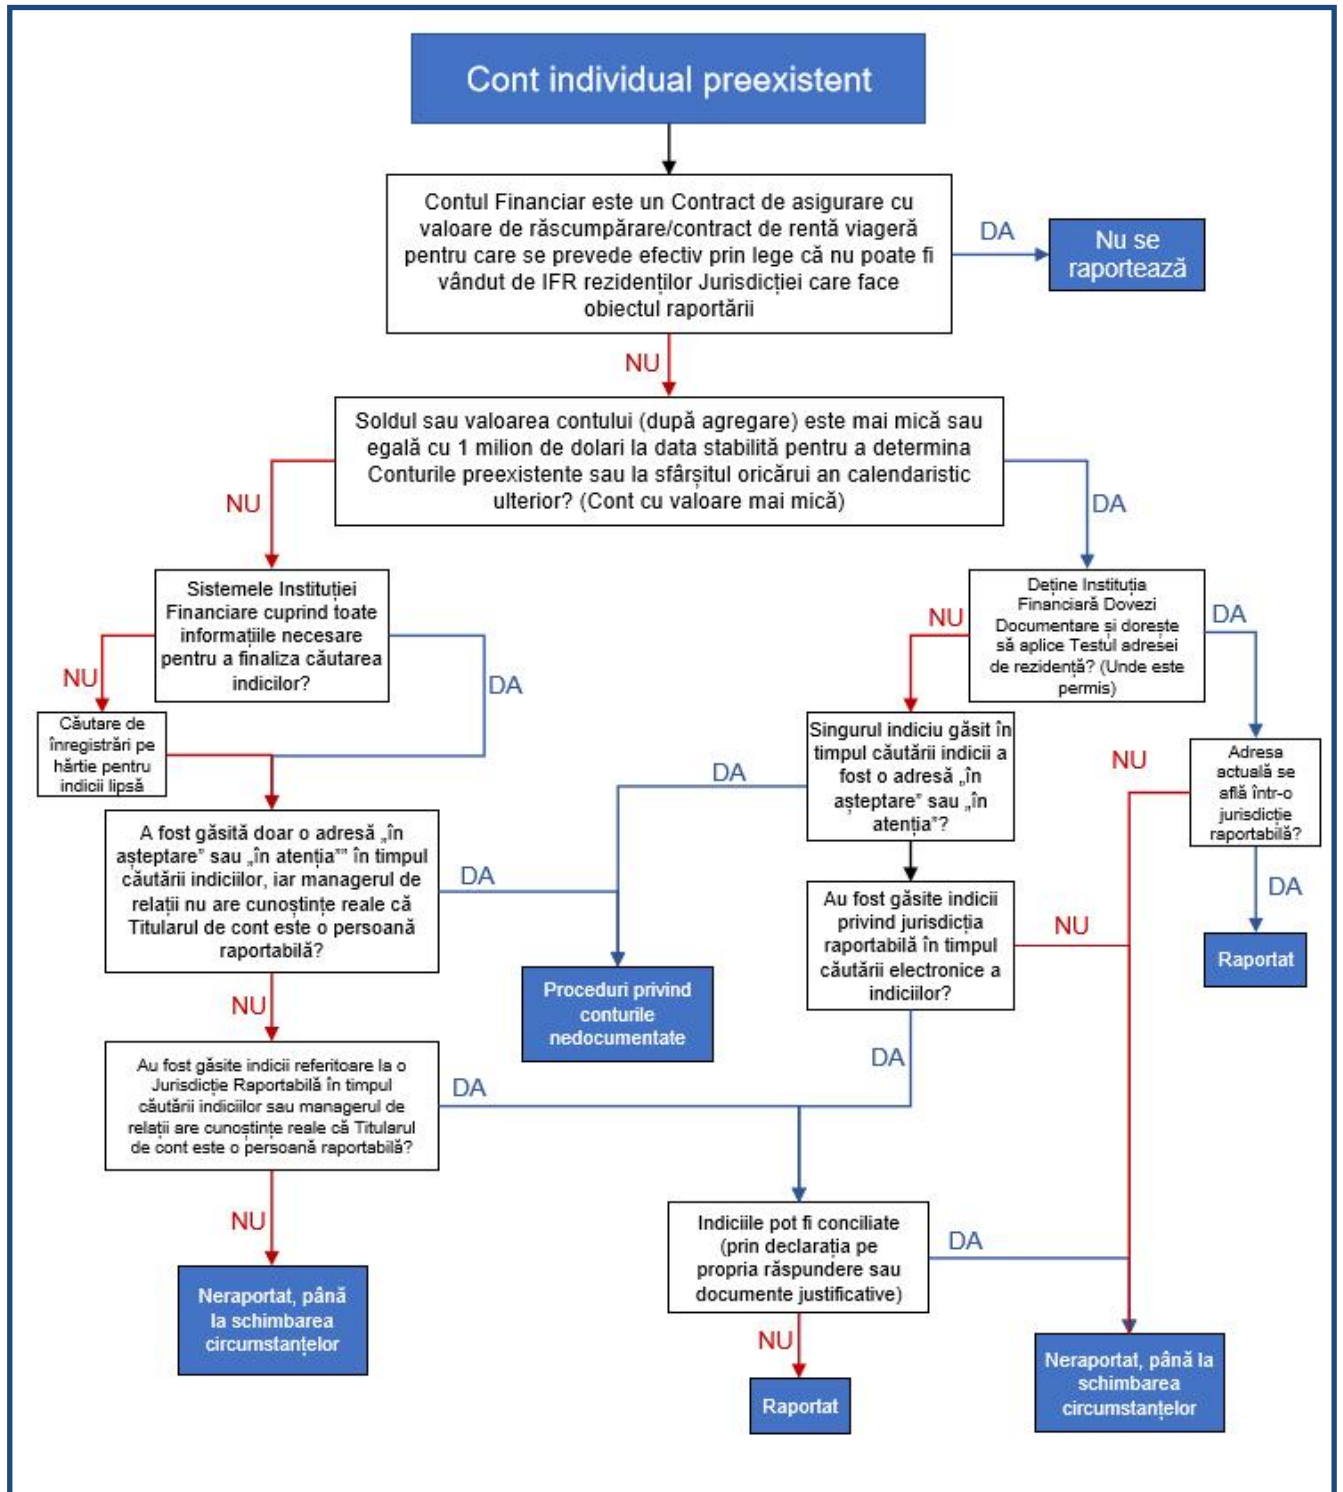 Cont individual preexistent
Contul Financiar este un Contract de asigurare cu
valoare de răscumpărare/contract de rentă viageră
pentru care se prevede efectiv prin lege că nu poate fi
vândut de IFR rezidenților Jurisdicției care face
obiectul raportării
DA
Nu se
raportează
NU
Soldul sau valoarea contului (după agregare) este mai mică sau
egală cu 1 milion de dolari la data stabilită pentru a determina
Conturile preexistente sau la sfârșitul oricărui an calendaristic
ulterior? (Cont cu valoare mai mică)
NU
DA
Sistemele Instituției
Financiare cuprind toate
informațiile necesare
pentru a finaliza căutarea
indicilor?
NU
DA
Deține Instituția
Financiară Dovezi
Documentare și dorește
să aplice Testul adresei
de rezidență? (Unde este
permis)
NU
DA
Căutare de
înregistrări pe
hârtie pentru
indicii lipsă
Singurul indiciu găsit în
timpul căutării indicii a
fost o adresă „în
așteptare” sau „în
atenția”?
DA
Adresa
actuală se
află într-o
jurisdicție
raportabilă?
NU
DA
A fost găsită doar o adresă „în
așteptare” sau „în atenția”” în timpul
căutării indiciilor, iar managerul de
relații nu are cunoștințe reale că
Titularul de cont este o persoană
raportabilă?
DA
NU
Au fost găsite indicii
privind jurisdicția
raportabilă în timpul
căutării electronice a
indiciilor?
NU
DA
Raportat
Proceduri privind
conturile
nedocumentate
Au fost găsite indicii referitoare la o
Jurisdicție Raportabilă în timpul
căutării indiciilor sau managerul de
relații are cunoștințe reale că Titularul
de cont este o persoană raportabilă?
DA
NU
Indiciile pot fi conciliate
(prin declarația pe
propria răspundere sau
documente justificative)
DA
NU
Neraportat, până
la schimbarea
circumstanțelor
Raportat
Neraportat, până la
schimbarea
circumstanțelor